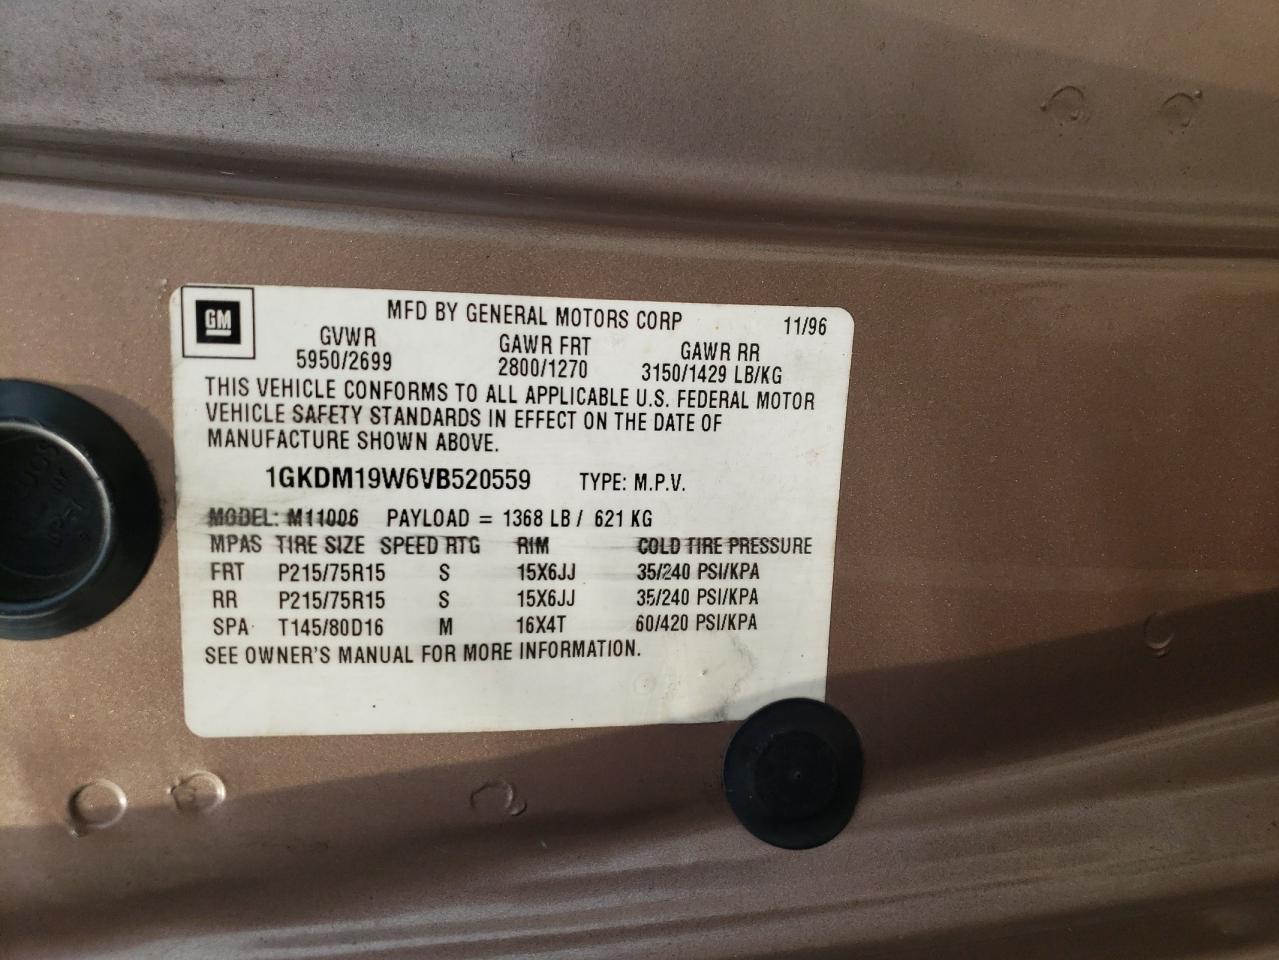 GM
MFD BY GENERAL MOTORS CORP 11/96
GVWR GAWR FRT GAWR RR
5950/2699 2800/1270 3150/1429 LB/KG
THIS VEHICLE CONFORMS TO ALL APPLICABLE U.S. FEDERAL MOTOR
VEHICLE SAFETY STANDARDS IN EFFECT ON THE DATE OF
MANUFACTURE SHOWN ABOVE.
1GKDM19W6VB520559 TYPE: M.P.V.
MODEL: M11006 PAYLOAD = 1368 LB / 621 KG
MPAS TIRE SIZE SPEED RTG RIM COLD TIRE PRESSURE
FRT P215/75R15 S 15X6JJ 35/240 PSI/KPA
RR P215/75R15 S 15X6JJ 35/240 PSI/KPA
SPA T145/80D16 M 16X4T 60/420 PSI/KPA
SEE OWNER'S MANUAL FOR MORE INFORMATION.